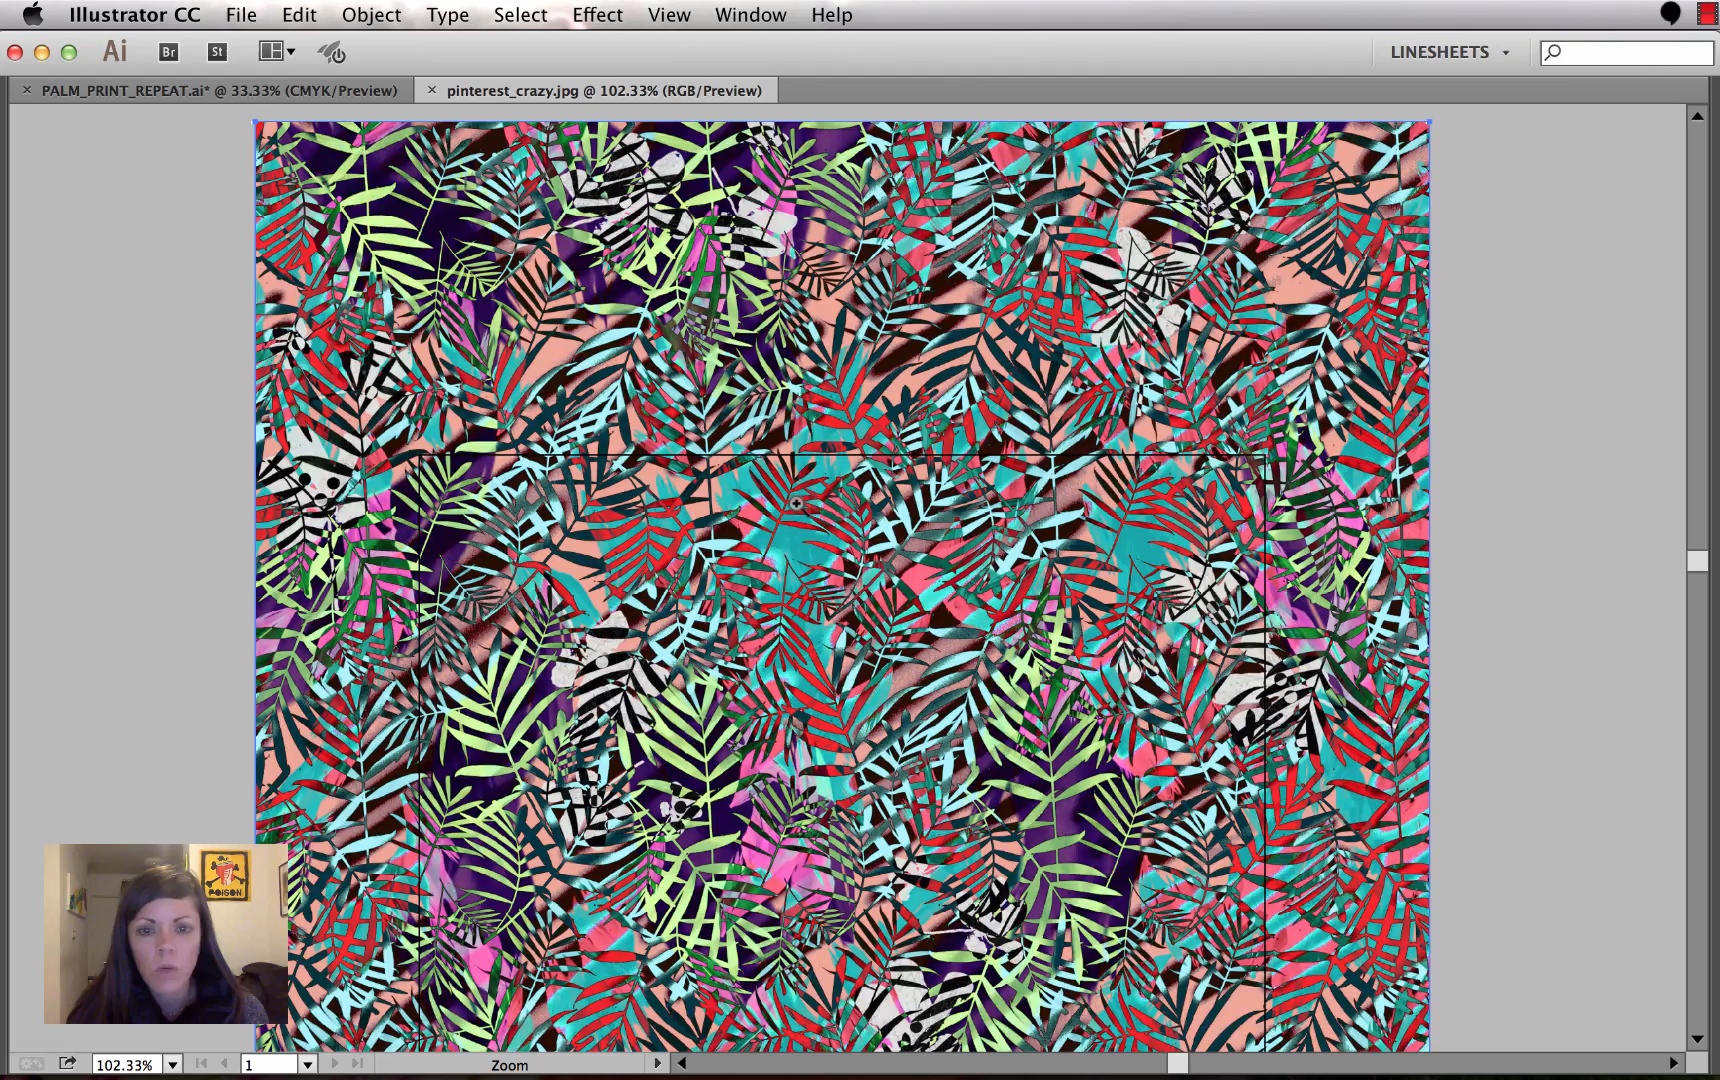 Illustrator CC File Edit Object Type Select Effect View Window Help
Ai Br St LINESHEETS
× PALM_PRINT_REPEAT.ai* @ 33.33% (CMYK/Preview) × pinterest_crazy.jpg @ 102.33% (RGB/Preview)
POISON
102.33% 1 Zoom